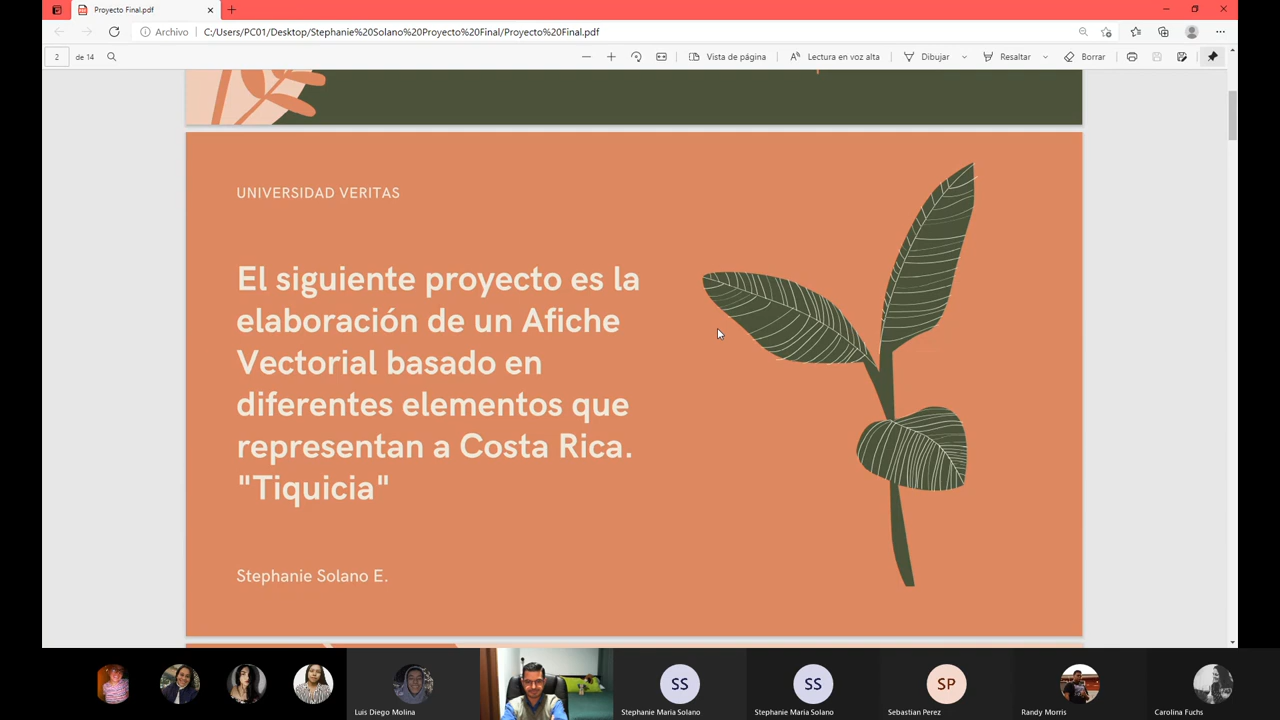 Proyecto Final.pdf
Archivo
C:/Users/PC01/Desktop/Stephanie%20Solano%20Proyecto%20Final/Proyecto%20Final.pdf
2
de 14
Vista de página
Lectura en voz alta
Dibujar
Resaltar
Borrar
UNIVERSIDAD VERITAS
El siguiente proyecto es la
elaboración de un Afiche
Vectorial basado en
diferentes elementos que
representan a Costa Rica.
"Tiquicia"
Stephanie Solano E.
SS
SS
SP
Luis Diego Molina
Stephanie Maria Solano
Stephanie Maria Solano
Sebastian Perez
Randy Morris
Carolina Fuchs